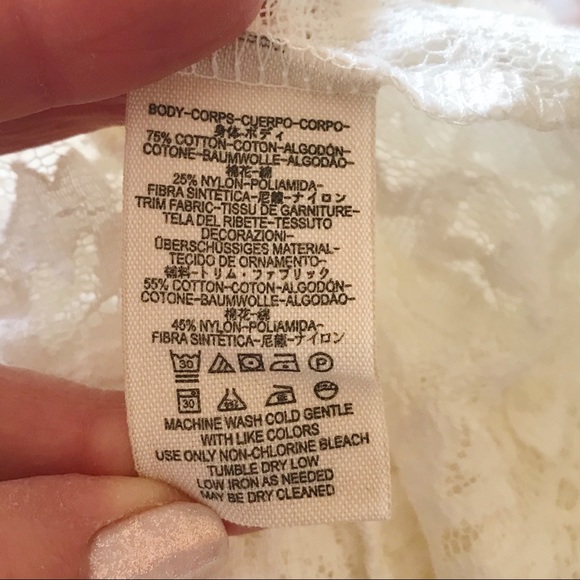 BODY-CORPS-CUERPO-CORPO-
身体-ボディ
75% COTTON-COTON-ALGODÓN-
COTONE-BAUMWOLLE-ALGODÃO-
棉花-綿
25% NYLON-POLIAMIDA-
FIBRA SINTÉTICA-尼龍-ナイロン
TRIM FABRIC-TISSU DE GARNITURE-
TELA DEL RIBETE-TESSUTO
DECORAZIONI-
ÜBERSCHÜSSIGES MATERIAL-
TECIDO DE ORNAMENTO-
-トリム・ファブリック
55% COTTON-COTON-ALGODÓN-
COTONE-BAUMWOLLE-ALGODÃO-
棉花-綿
45% NYLON-POLIAMIDA-
FIBRA SINTÉTICA-尼龍-ナイロン
30 P
30
MACHINE WASH COLD GENTLE
WITH LIKE COLORS
USE ONLY NON-CHLORINE BLEACH
TUMBLE DRY LOW
LOW IRON AS NEEDED
MAY BE DRY CLEANED